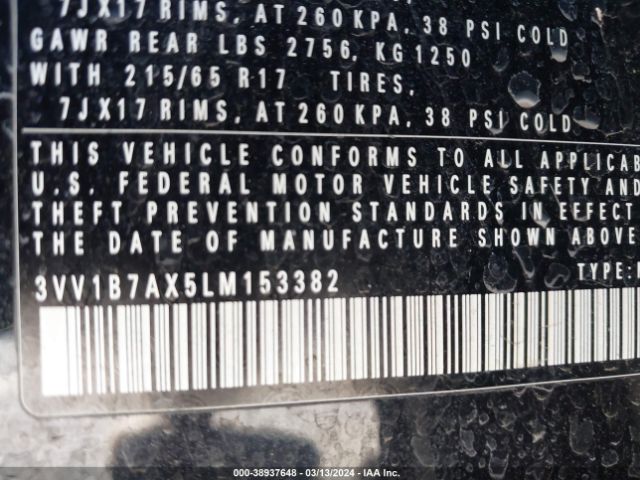 7JX17 RIMS, AT 260 KPA, 38 PSI COLD
GAWR REAR LBS 2756, KG 1250
WITH 215/65 R17 TIRES,
7JX17 RIMS, AT 260 KPA, 38 PSI COLD
THIS VEHICLE CONFORMS TO ALL APPLICAB
U.S. FEDERAL MOTOR VEHICLE SAFETY AND
THEFT PREVENTION STANDARDS IN EFFECT
THE DATE OF MANUFACTURE SHOWN ABOVE
3VV1B7AX5LM153382 TYPE:
000-38937648 | 03/13/2024 | IAA Inc.